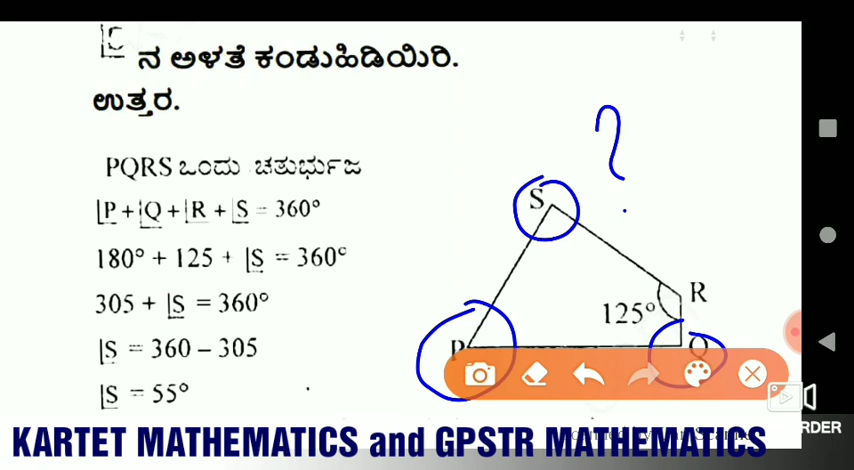 ∟S
ನ ಅಳತೆ ಕಂಡುಹಿಡಿಯಿರಿ.
ಉತ್ತರ.
PQRS ಒಂದು ಚತುರ್ಭುಜ
∟P + ∟Q + ∟R + ∟S = 360°
180° + 125 + ∟S = 360°
305 + ∟S = 360°
∟S = 360 – 305
∟S = 55°
?
S
R
125°
P
Q
RDER
KARTET MATHEMATICS and GPSTR MATHEMATICS